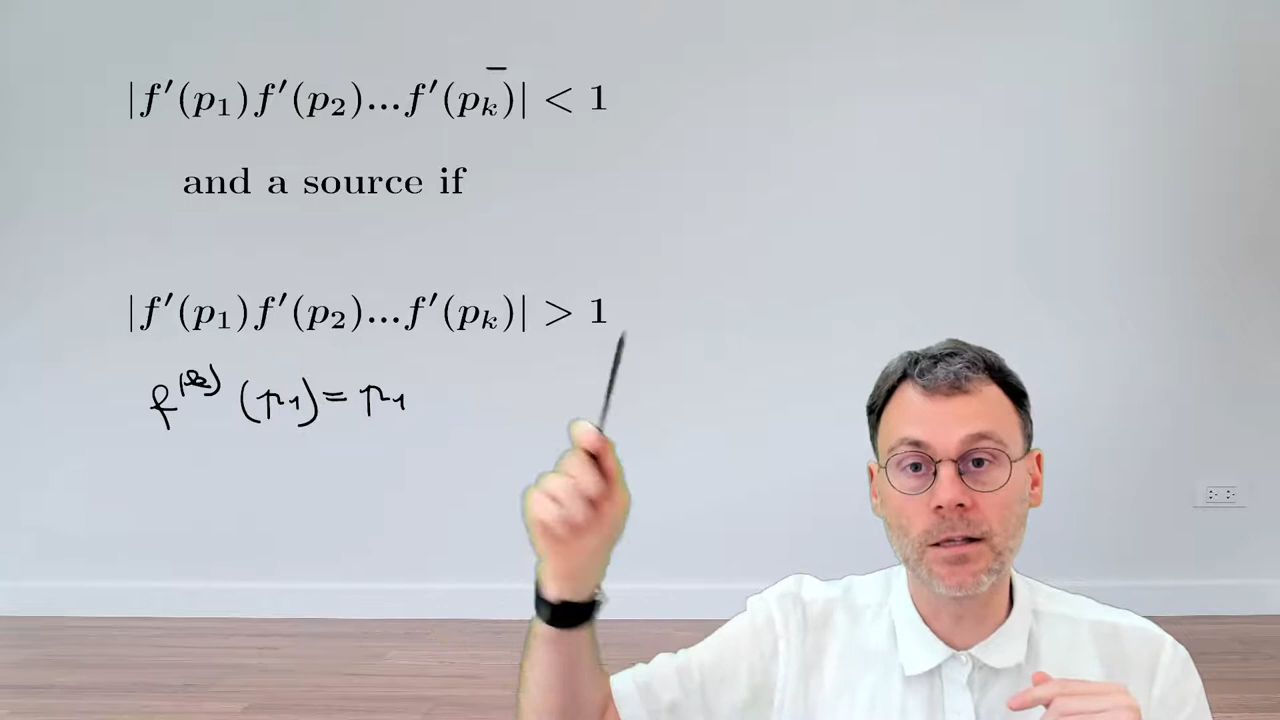 |f′(p₁)f′(p₂)...f′(pₖ)| < 1
and a source if
|f′(p₁)f′(p₂)...f′(pₖ)| > 1
f⁽ᵏ⁾(p₁) = p₁